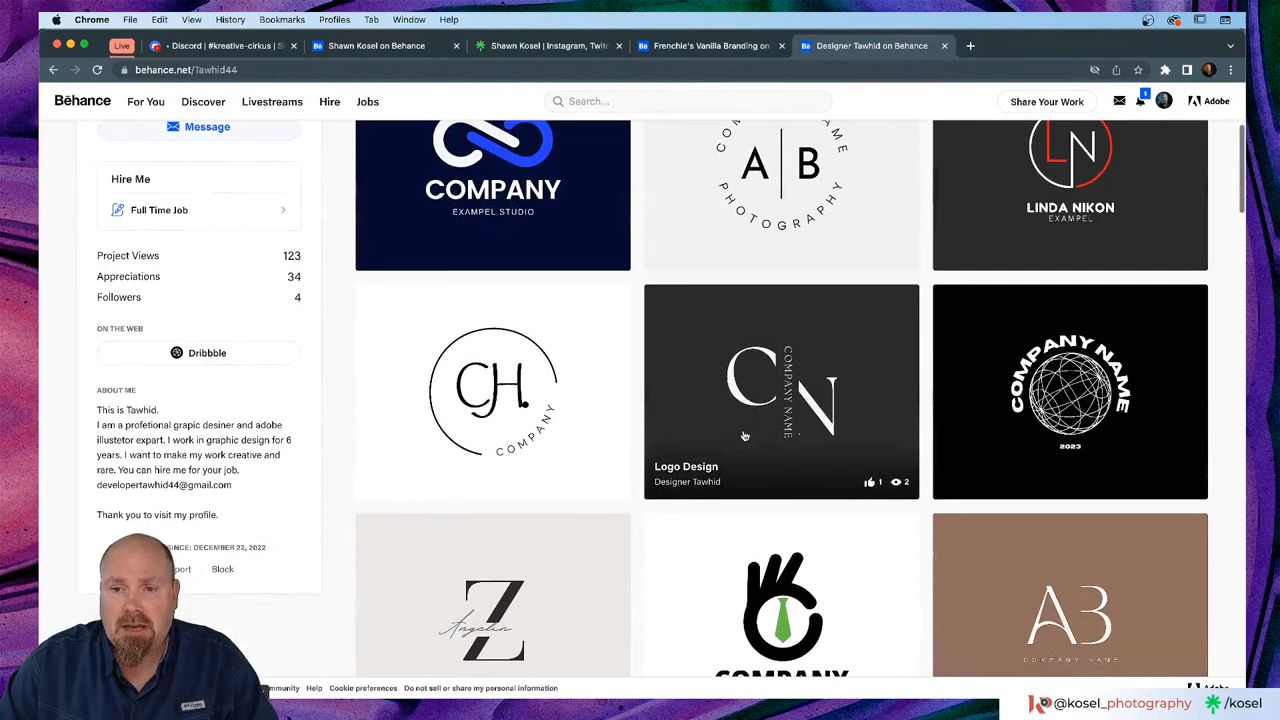 Chrome File Edit View History Bookmarks Profiles Tab Window Help
Live • Discord | #kreative-cirkus | S Shawn Kosel on Behance Shawn Kosel | Instagram, Twitc Frenchie's Vanilla Branding on Designer Tawhid on Behance
behance.net/Tawhid44
Bēhance For You Discover Livestreams Hire Jobs Search... Share Your Work 1 Adobe
Message
Hire Me
Full Time Job
Project Views 123
Appreciations 34
Followers 4
ON THE WEB
Dribbble
ABOUT ME
This is Tawhid.
I am a profetional grapic desiner and adobe
illustetor expart. I work in graphic design for 6
years. I want to make my work creative and
rare. You can hire me for your job.
developertawhid44@gmail.com
Thank you to visit my profile.
SINCE: DECEMBER 22, 2022
port Block
COMPANY
EXAMPEL STUDIO
A | B
PHOTOGRAPHY
LN
LINDA NIKON
EXAMPEL
CH.
COMPANY
CN
COMPANY NAME
Logo Design
Designer Tawhid
1 2
COMPANY NAME
2023
Z
Angelin
COMPANY
AB
COMPANY NAME
mmunity Help Cookie preferences Do not sell or share my personal information
@kosel_photography /kosel